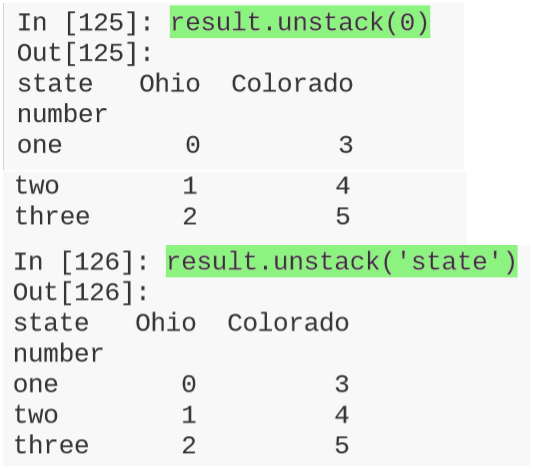 In [125]: result.unstack(0)
Out[125]:
state   Ohio  Colorado
number
one        0         3
two        1         4
three      2         5
In [126]: result.unstack('state')
Out[126]:
state   Ohio  Colorado
number
one        0         3
two        1         4
three      2         5